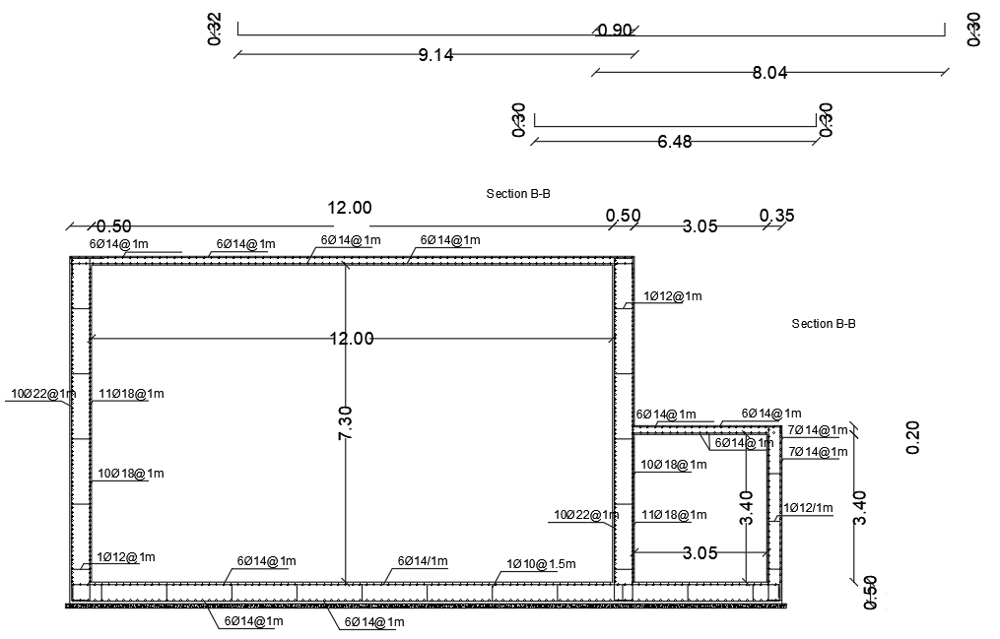 0.32
0.90
0.30
9.14
8.04
0.30
0.30
6.48
Section B-B
12.00
0.50
0.50
3.05
0.35
6Ø14@1m
6Ø14@1m
6Ø14@1m
6Ø14@1m
1Ø12@1m
Section B-B
12.00
10Ø22@1m
11Ø18@1m
7.30
6Ø14@1m
6Ø14@1m
7Ø14@1m
6Ø14@1m
7Ø14@1m
0.20
10Ø18@1m
10Ø18@1m
3.40
3.40
1Ø12/1m
10Ø22@1m
11Ø18@1m
3.05
1Ø12@1m
6Ø14@1m
6Ø14/1m
1Ø10@1.5m
0.50
6Ø14@1m
6Ø14@1m